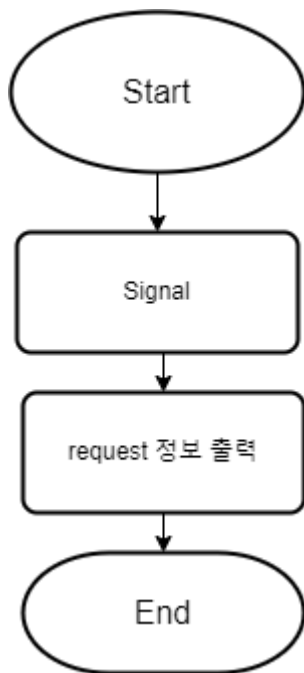 Start
Signal
request 정보 출력
End